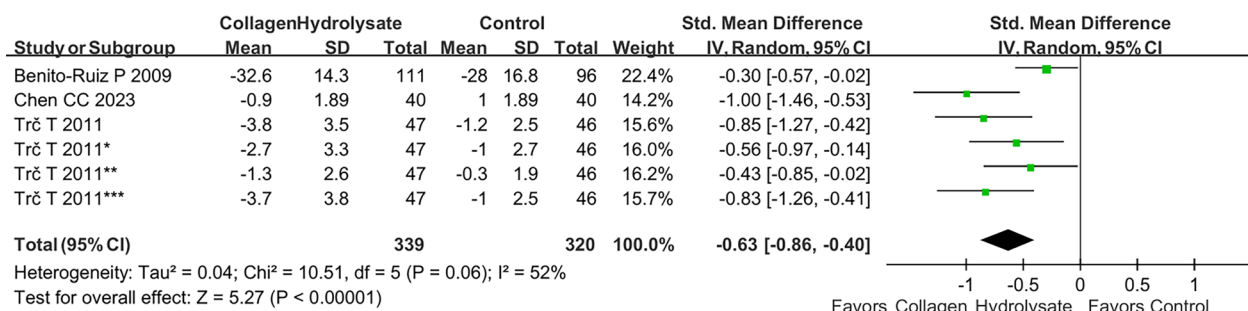 CollagenHydrolysate Control Std. Mean Difference Std. Mean Difference
Study or Subgroup Mean SD Total Mean SD Total Weight IV, Random, 95% CI IV, Random, 95% CI
Benito-Ruiz P 2009 -32.6 14.3 111 -28 16.8 96 22.4% -0.30 [-0.57, -0.02]
Chen CC 2023 -0.9 1.89 40 1 1.89 40 14.2% -1.00 [-1.46, -0.53]
Trč T 2011 -3.8 3.5 47 -1.2 2.5 46 15.6% -0.85 [-1.27, -0.42]
Trč T 2011* -2.7 3.3 47 -1 2.7 46 16.0% -0.56 [-0.97, -0.14]
Trč T 2011** -1.3 2.6 47 -0.3 1.9 46 16.2% -0.43 [-0.85, -0.02]
Trč T 2011*** -3.7 3.8 47 -1 2.5 46 15.7% -0.83 [-1.26, -0.41]
Total (95% CI) 339 320 100.0% -0.63 [-0.86, -0.40]
Heterogeneity: Tau² = 0.04; Chi² = 10.51, df = 5 (P = 0.06); I² = 52%
Test for overall effect: Z = 5.27 (P < 0.00001)
-1 -0.5 0 0.5 1
Favors Collagen Hydrolysate Favors Control